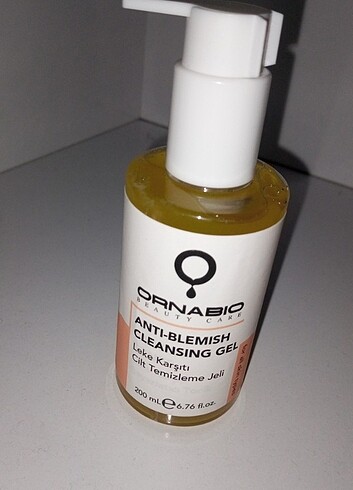 ORNABIO
BEAUTY CARE
ANTI-BLEMISH
CLEANSING GEL
Leke Karşıtı
Cilt Temizleme Jeli
200 ml. ℮ 6.76 fl.oz.